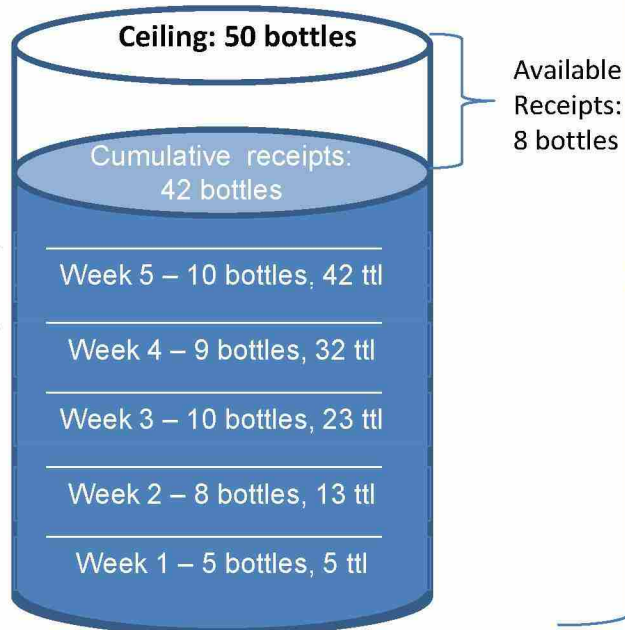 Ceiling: 50 bottles
Available
Receipts:
8 bottles
Cumulative receipts:
42 bottles
Week 5 – 10 bottles, 42 ttl
Week 4 – 9 bottles, 32 ttl
Week 3 – 10 bottles, 23 ttl
Week 2 – 8 bottles, 13 ttl
Week 1 – 5 bottles, 5 ttl